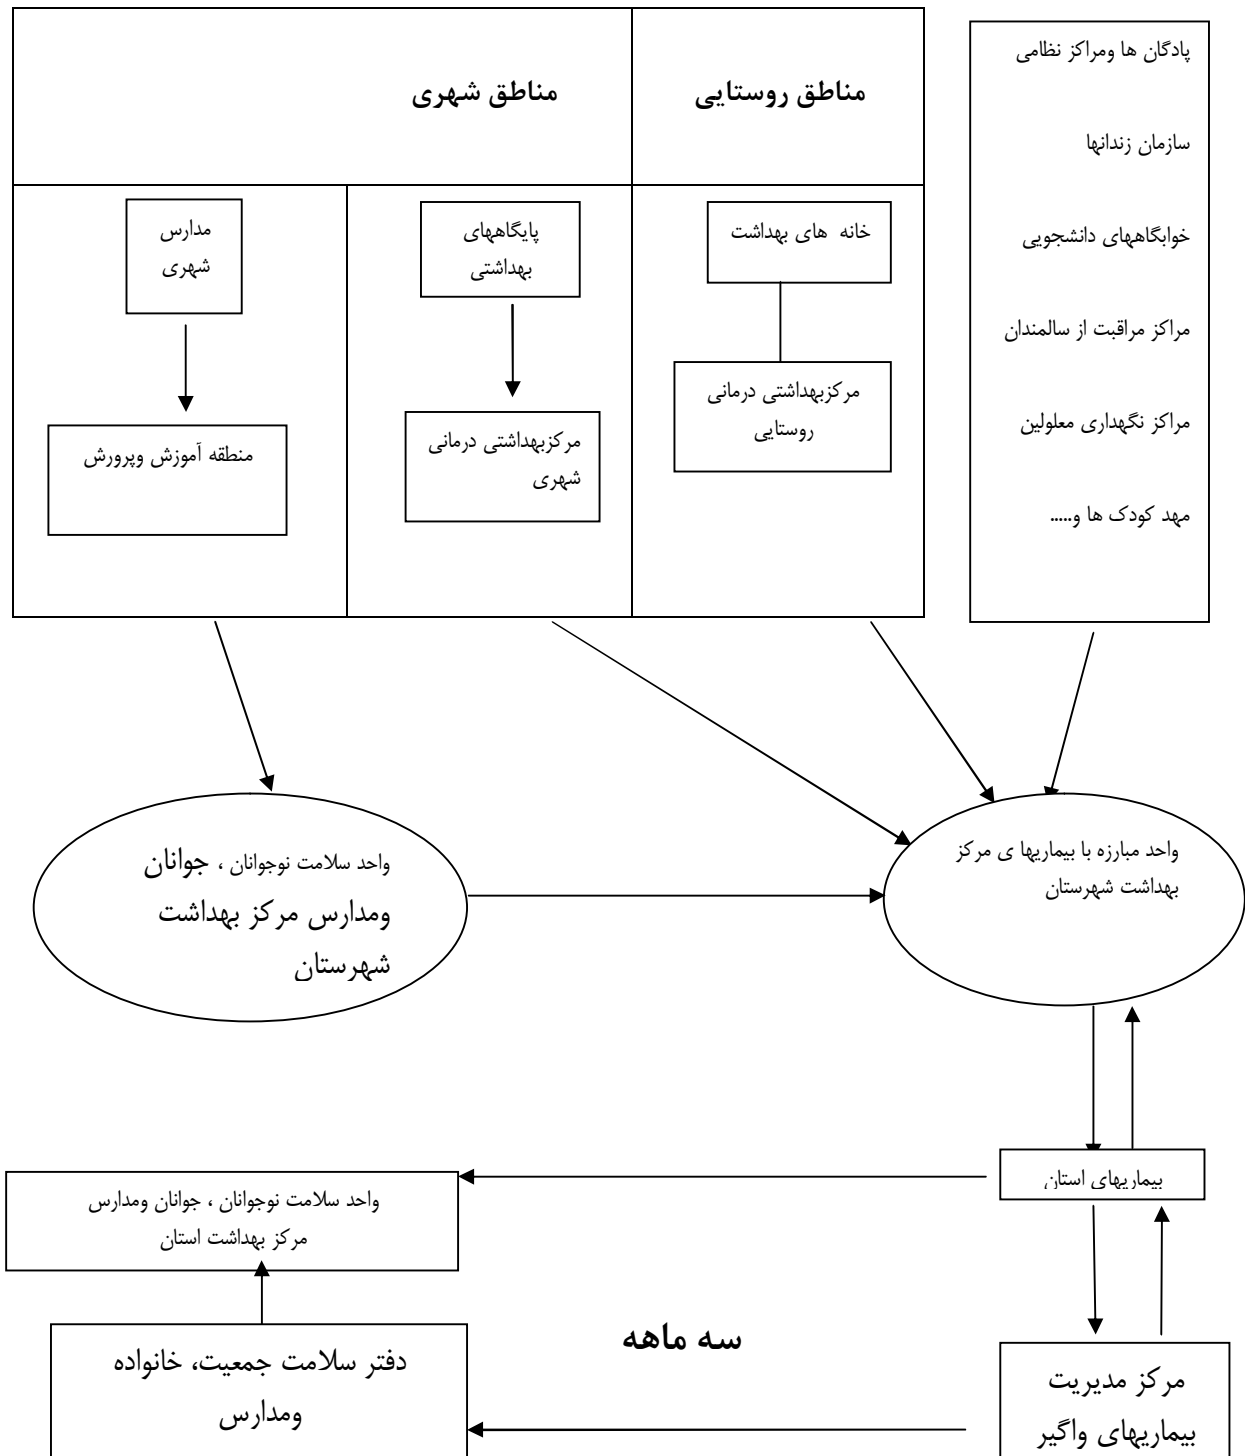 مناطق شهری
مناطق روستایی
پادگان ها ومراکز نظامی
سازمان زندانها
خوابگاههای دانشجویی
مراکز مراقبت از سالمندان
مراکز نگهداری معلولین
مهد کودک ها و.....
خانه های بهداشت
مرکزبهداشتی درمانی
روستایی
پایگاههای
بهداشتی
مرکزبهداشتی درمانی
شهری
مدارس
شهری
منطقه آموزش وپرورش
واحد مبارزه با بیماریها ی مرکز
بهداشت شهرستان
واحد سلامت نوجوانان ، جوانان
ومدارس مرکز بهداشت
شهرستان
بیماریهای استان
واحد سلامت نوجوانان ، جوانان ومدارس
مرکز بهداشت استان
سه ماهه
مرکز مدیریت
بیماریهای واگیر
دفتر سلامت جمعیت، خانواده
ومدارس